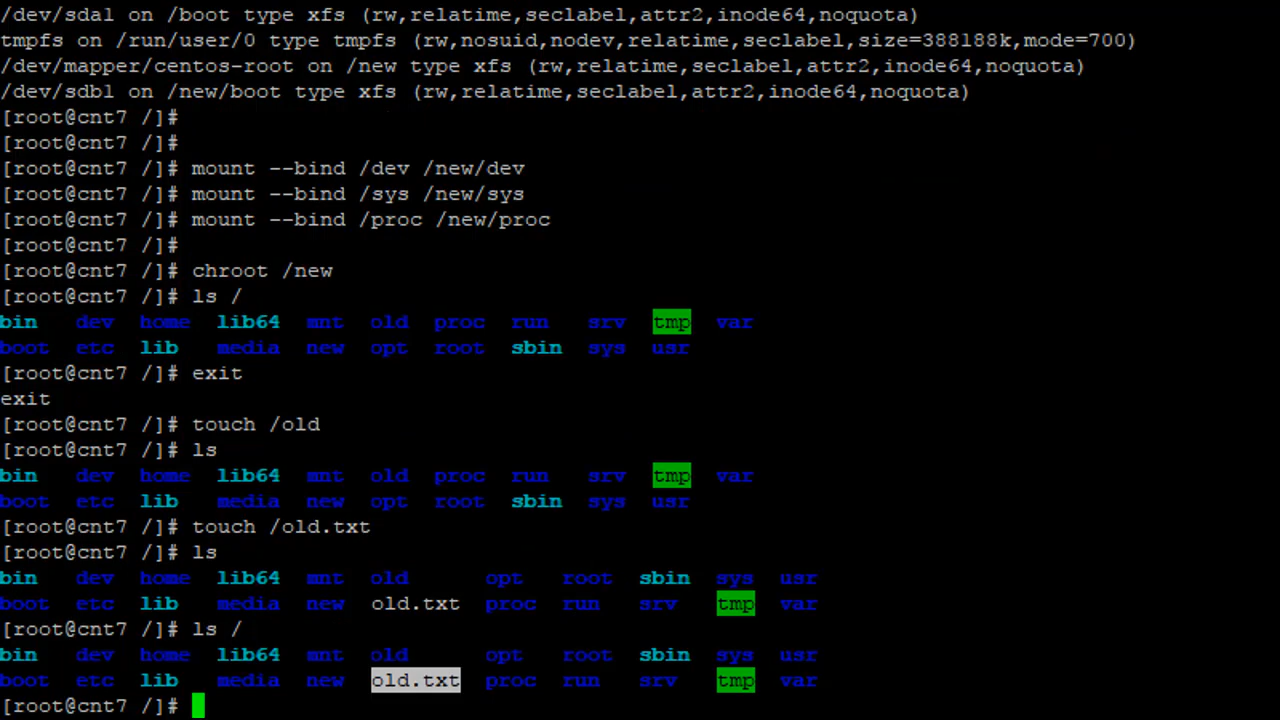 /dev/sda1 on /boot type xfs (rw,relatime,seclabel,attr2,inode64,noquota)
tmpfs on /run/user/0 type tmpfs (rw,nosuid,nodev,relatime,seclabel,size=388188k,mode=700)
/dev/mapper/centos-root on /new type xfs (rw,relatime,seclabel,attr2,inode64,noquota)
/dev/sdb1 on /new/boot type xfs (rw,relatime,seclabel,attr2,inode64,noquota)
[root@cnt7 /]#
[root@cnt7 /]#
[root@cnt7 /]# mount --bind /dev /new/dev
[root@cnt7 /]# mount --bind /sys /new/sys
[root@cnt7 /]# mount --bind /proc /new/proc
[root@cnt7 /]#
[root@cnt7 /]# chroot /new
[root@cnt7 /]# ls /
bin dev home lib64 mnt old proc run srv tmp var
boot etc lib media new opt root sbin sys usr
[root@cnt7 /]# exit
exit
[root@cnt7 /]# touch /old
[root@cnt7 /]# ls
bin dev home lib64 mnt old proc run srv tmp var
boot etc lib media new opt root sbin sys usr
[root@cnt7 /]# touch /old.txt
[root@cnt7 /]# ls
bin dev home lib64 mnt old opt root sbin sys usr
boot etc lib media new old.txt proc run srv tmp var
[root@cnt7 /]# ls /
bin dev home lib64 mnt old opt root sbin sys usr
boot etc lib media new old.txt proc run srv tmp var
[root@cnt7 /]#